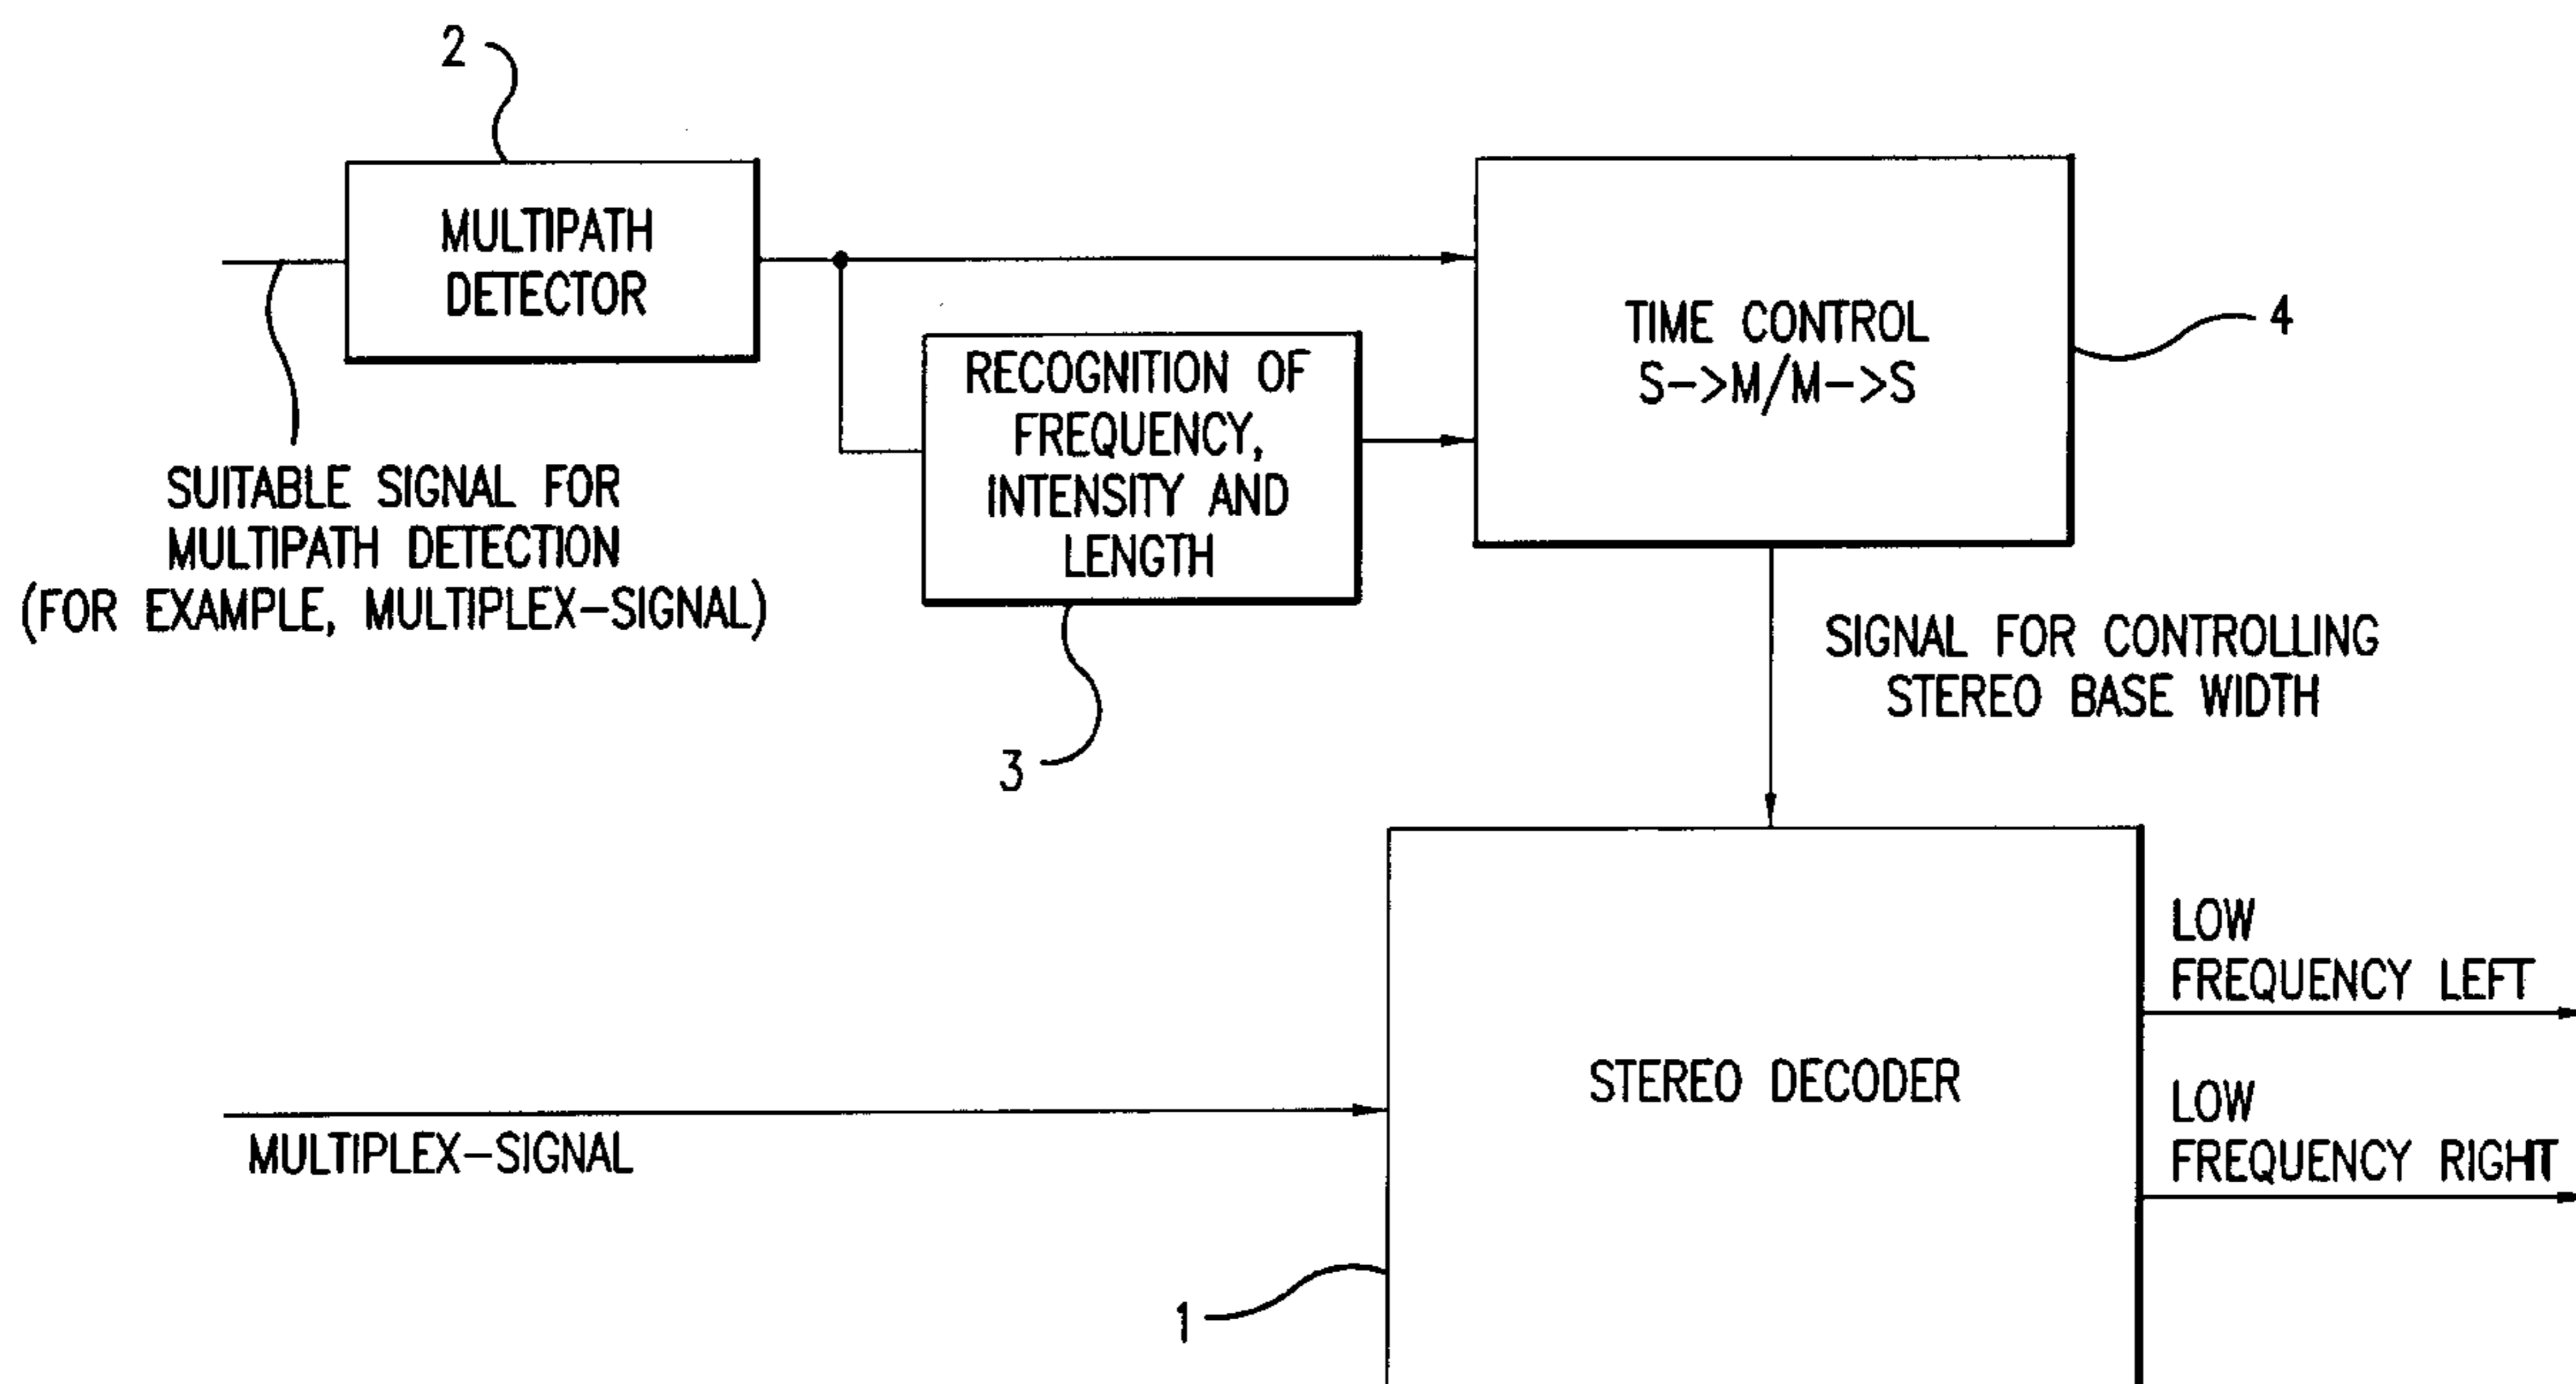 2
MULTIPATH
DETECTOR
TIME CONTROL
S->M/M->S
4
RECOGNITION OF
FREQUENCY,
INTENSITY AND
LENGTH
SUITABLE SIGNAL FOR
MULTIPATH DETECTION
(FOR EXAMPLE, MULTIPLEX-SIGNAL)
3
SIGNAL FOR CONTROLLING
STEREO BASE WIDTH
LOW
FREQUENCY LEFT
STEREO DECODER
LOW
FREQUENCY RIGHT
MULTIPLEX-SIGNAL
1